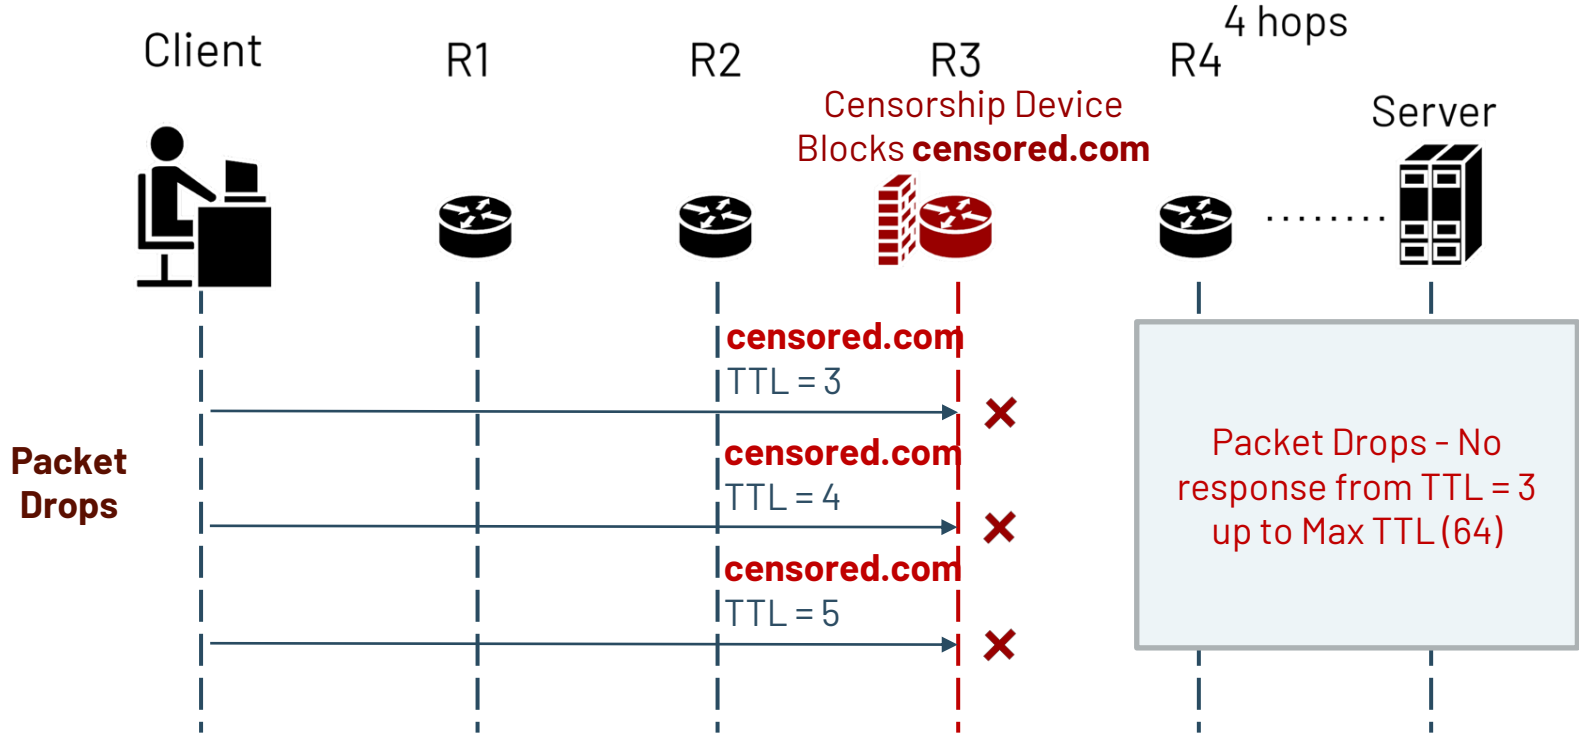 4 hops
Client
R1
R2
R3
R4
Censorship Device
Blocks censored.com
Server
censored.com
TTL = 3
censored.com
TTL = 4
censored.com
TTL = 5
Packet
Drops
Packet Drops - No
response from TTL = 3
up to Max TTL (64)